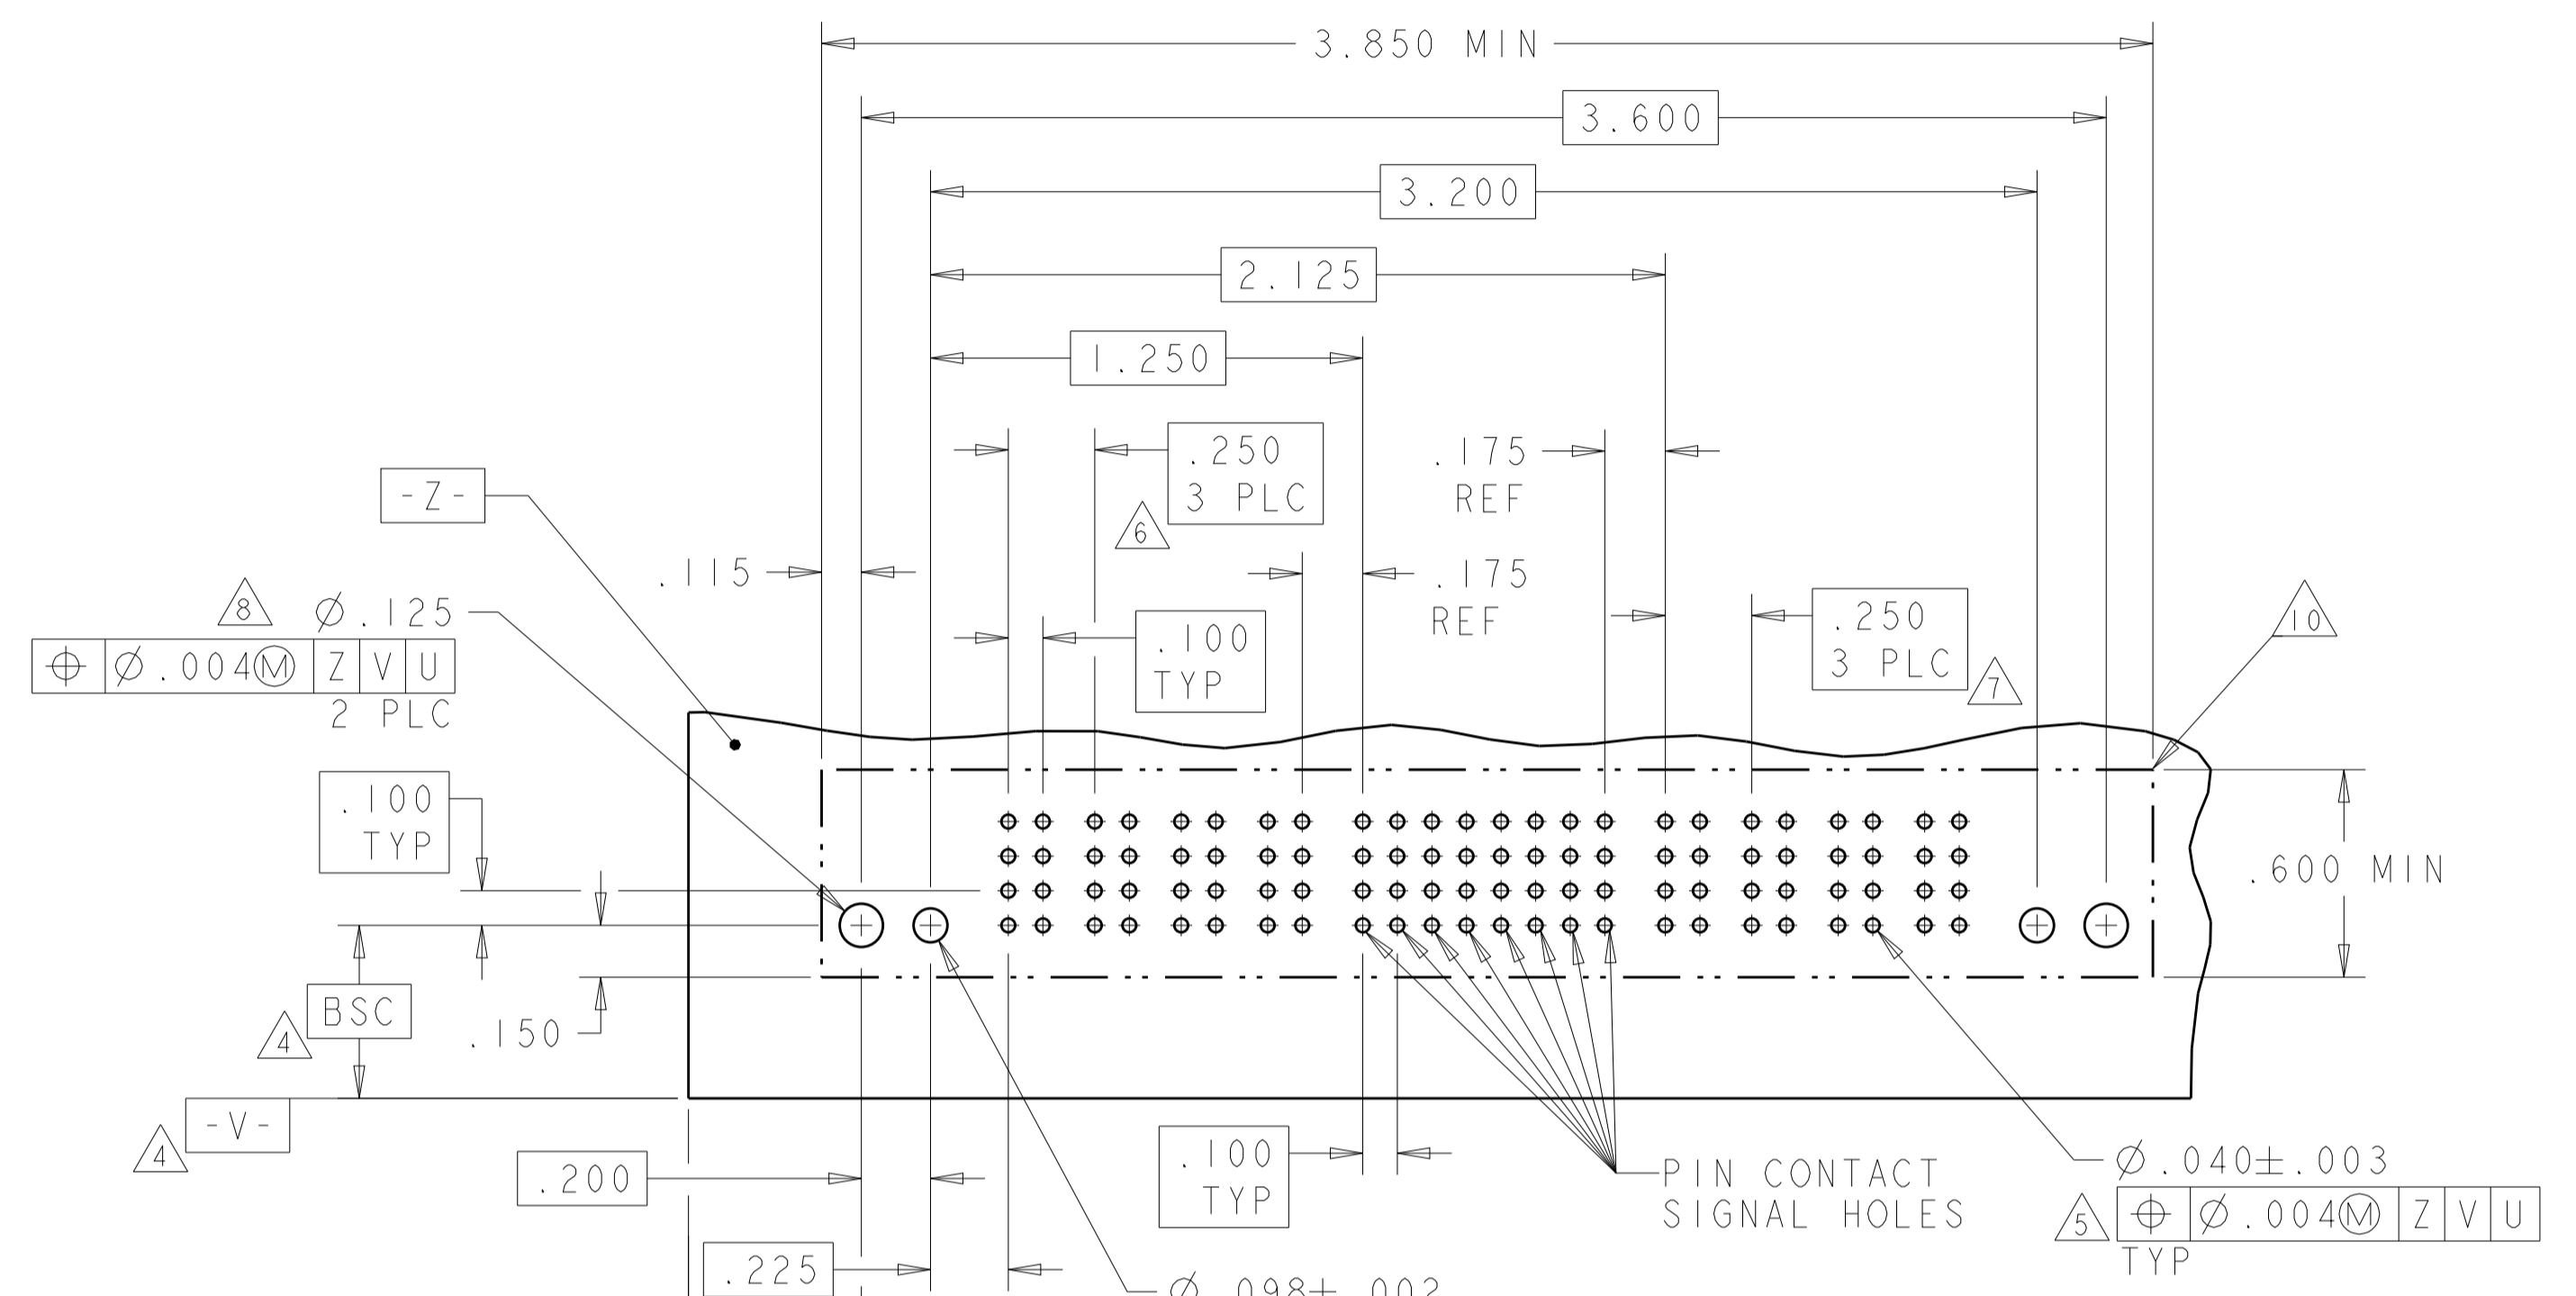 3.850 MIN
3.600
3.200
2.125
1.250
.250
3 PLC
6
.175
REF
-Z-
.115
.175
REF
8
Ø.125
⌖ Ø.004Ⓜ Z V U
2 PLC
.100
TYP
.250
3 PLC
7
10
.100
TYP
.600 MIN
BSC
4
.150
-V-
4
.200
.100
TYP
PIN CONTACT
SIGNAL HOLES
Ø.040±.003
5
⌖ Ø.004Ⓜ Z V U
TYP
.225
Ø.098±.002